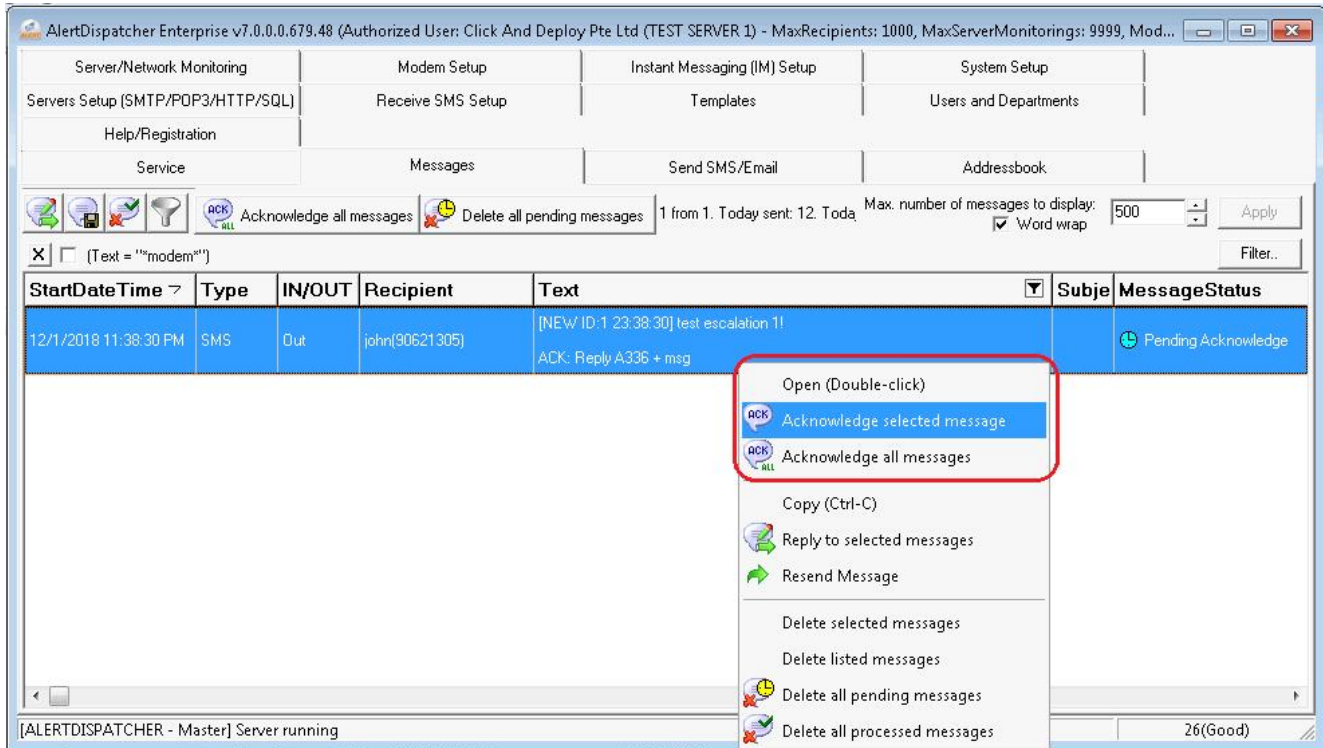 AlertDispatcher Enterprise v7.0.0.0.679.48 (Authorized User: Click And Deploy Pte Ltd (TEST SERVER 1) - MaxRecipients: 1000, MaxServerMonitorings: 9999, Mod...
Server/Network Monitoring Modem Setup Instant Messaging (IM) Setup System Setup
Servers Setup (SMTP/POP3/HTTP/SQL) Receive SMS Setup Templates Users and Departments
Help/Registration
Service Messages Send SMS/Email Addressbook
ACK ALL Acknowledge all messages Delete all pending messages 1 from 1. Today sent: 12. Toda Max. number of messages to display: 500 Apply
Word wrap
X (Text = "*modem*") Filter..
StartDateTime Type IN/OUT Recipient Text Subje MessageStatus
12/1/2018 11:38:30 PM SMS Out john(90621305) [NEW ID:1 23:38:30] test escalation 1! Pending Acknowledge
ACK: Reply A336 + msg
Open (Double-click)
ACK Acknowledge selected message
ACK ALL Acknowledge all messages
Copy (Ctrl-C)
Reply to selected messages
Resend Message
Delete selected messages
Delete listed messages
Delete all pending messages
Delete all processed messages
[ALERTDISPATCHER - Master] Server running 26(Good)